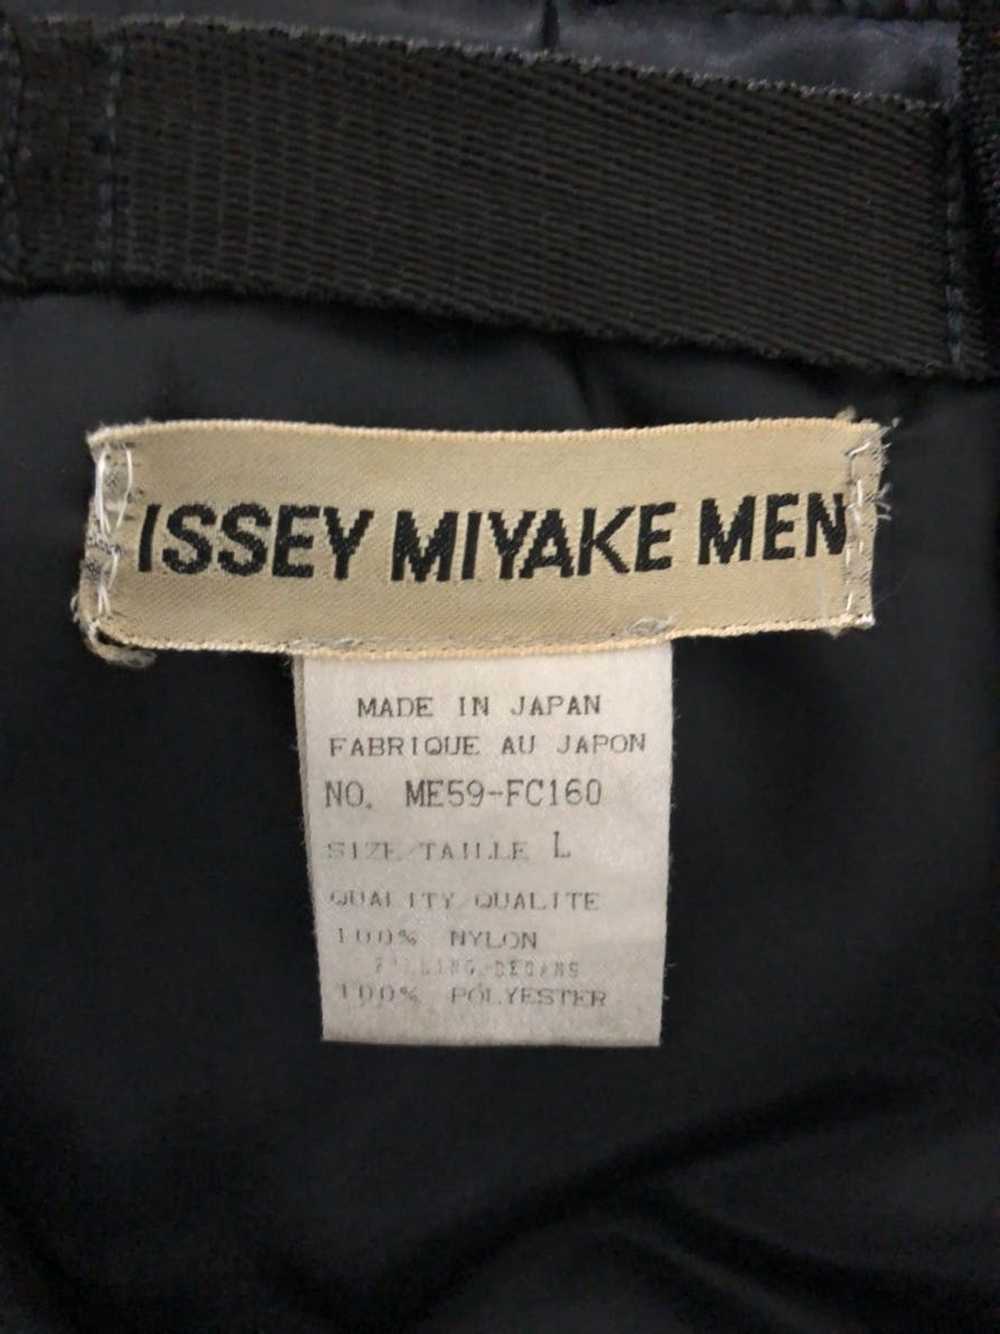 ISSEY MIYAKE MEN
MADE IN JAPAN
FABRIQUE AU JAPON
NO. ME59-FC160
SIZE/TAILLE L
QUALITY/QUALITE
100% NYLON
100% POLYESTER